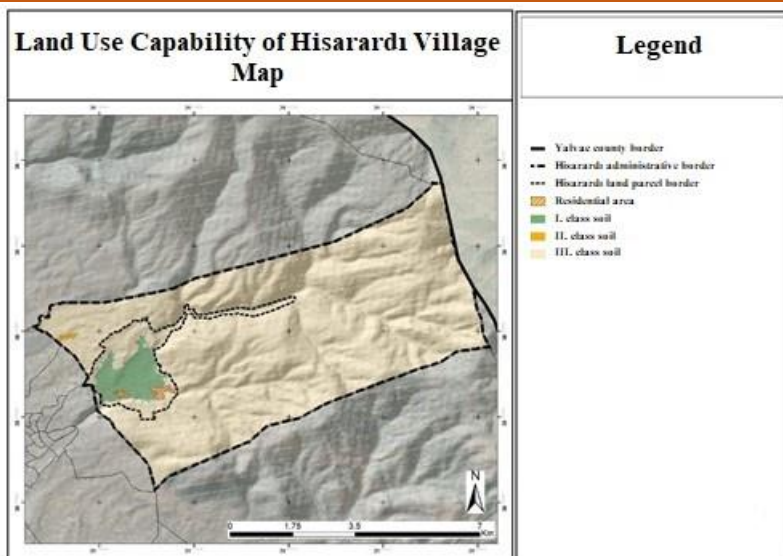 Land Use Capability of Hisarardı Village
Map
Legend
Yalvac county border
Hisarardı administrative border
Hisarardı land parcel border
Residential area
I. class soil
II. class soil
III. class soil
N
0 1.75 3.5 7
Km